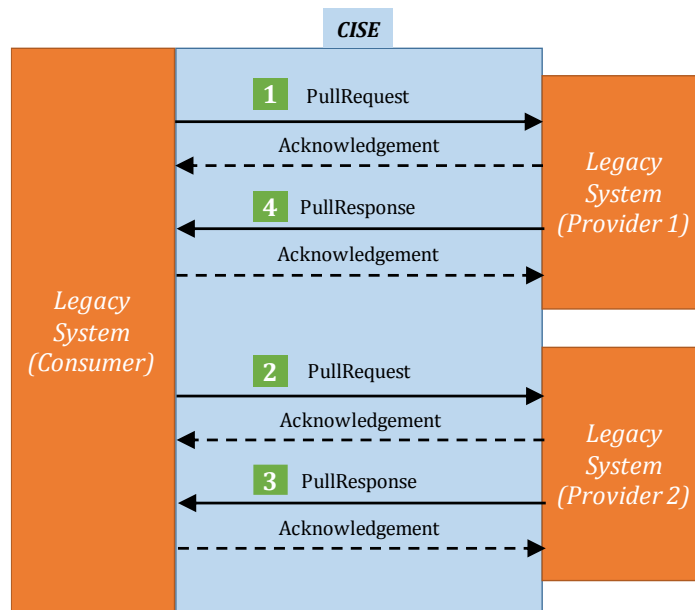 CISE
1 PullRequest
Acknowledgement
4 PullResponse
Acknowledgement
Legacy
System
(Provider 1)
Legacy
System
(Consumer)
2 PullRequest
Acknowledgement
3 PullResponse
Acknowledgement
Legacy
System
(Provider 2)